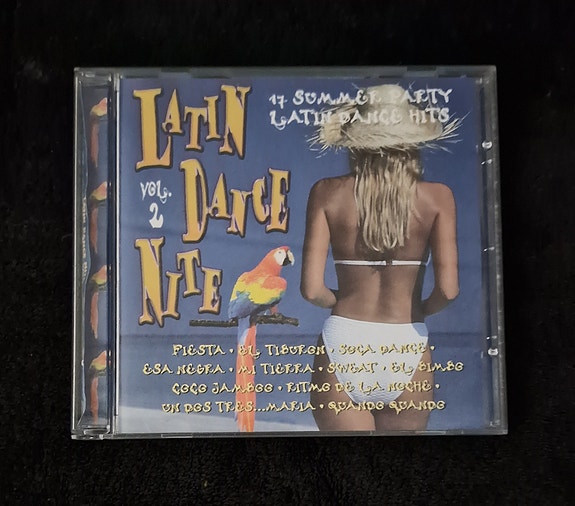 LATIN
VOL. 2
DANCE
NITE
17 SUMMER PARTY
LATIN DANCE HITS
FIESTA • EL TIBURON • SOCA DANCE •
ESA NEGRA • MI TIERRA • SWEAT • EL BIMBO
COCO JAMBOO • RITMO DE LA NOCHE •
UN DOS TRES...MARIA • QUANDO QUANDO